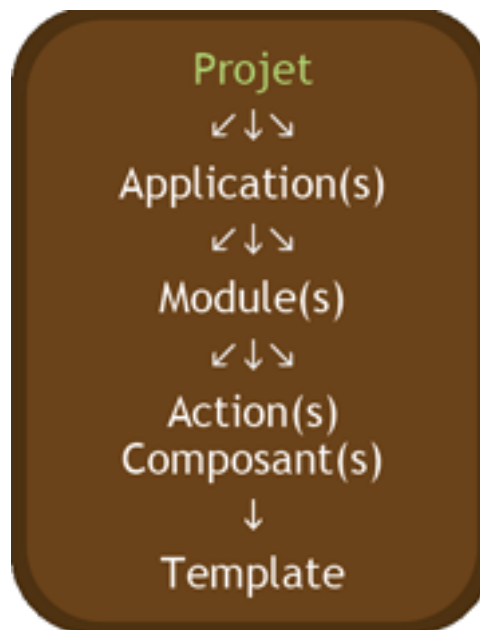 Projet
↙↓↘
Application(s)
↙↓↘
Module(s)
↙↓↘
Action(s)
Composant(s)
↓
Template